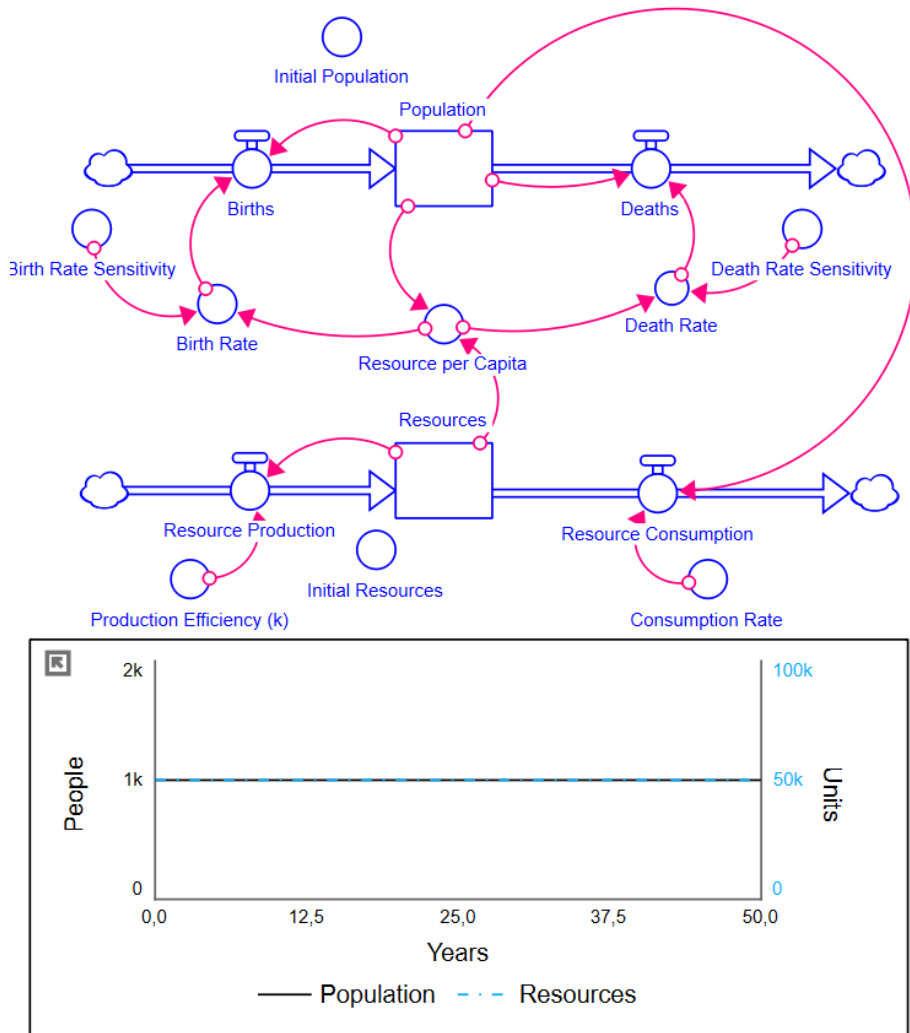 Initial Population
Population
Births
Deaths
Birth Rate Sensitivity
Death Rate Sensitivity
Birth Rate
Death Rate
Resource per Capita
Resources
Resource Production
Resource Consumption
Initial Resources
Production Efficiency (k)
Consumption Rate
2k
100k
People
1k
50k
Units
0
0
0,0
12,5
25,0
37,5
50,0
Years
Population
Resources